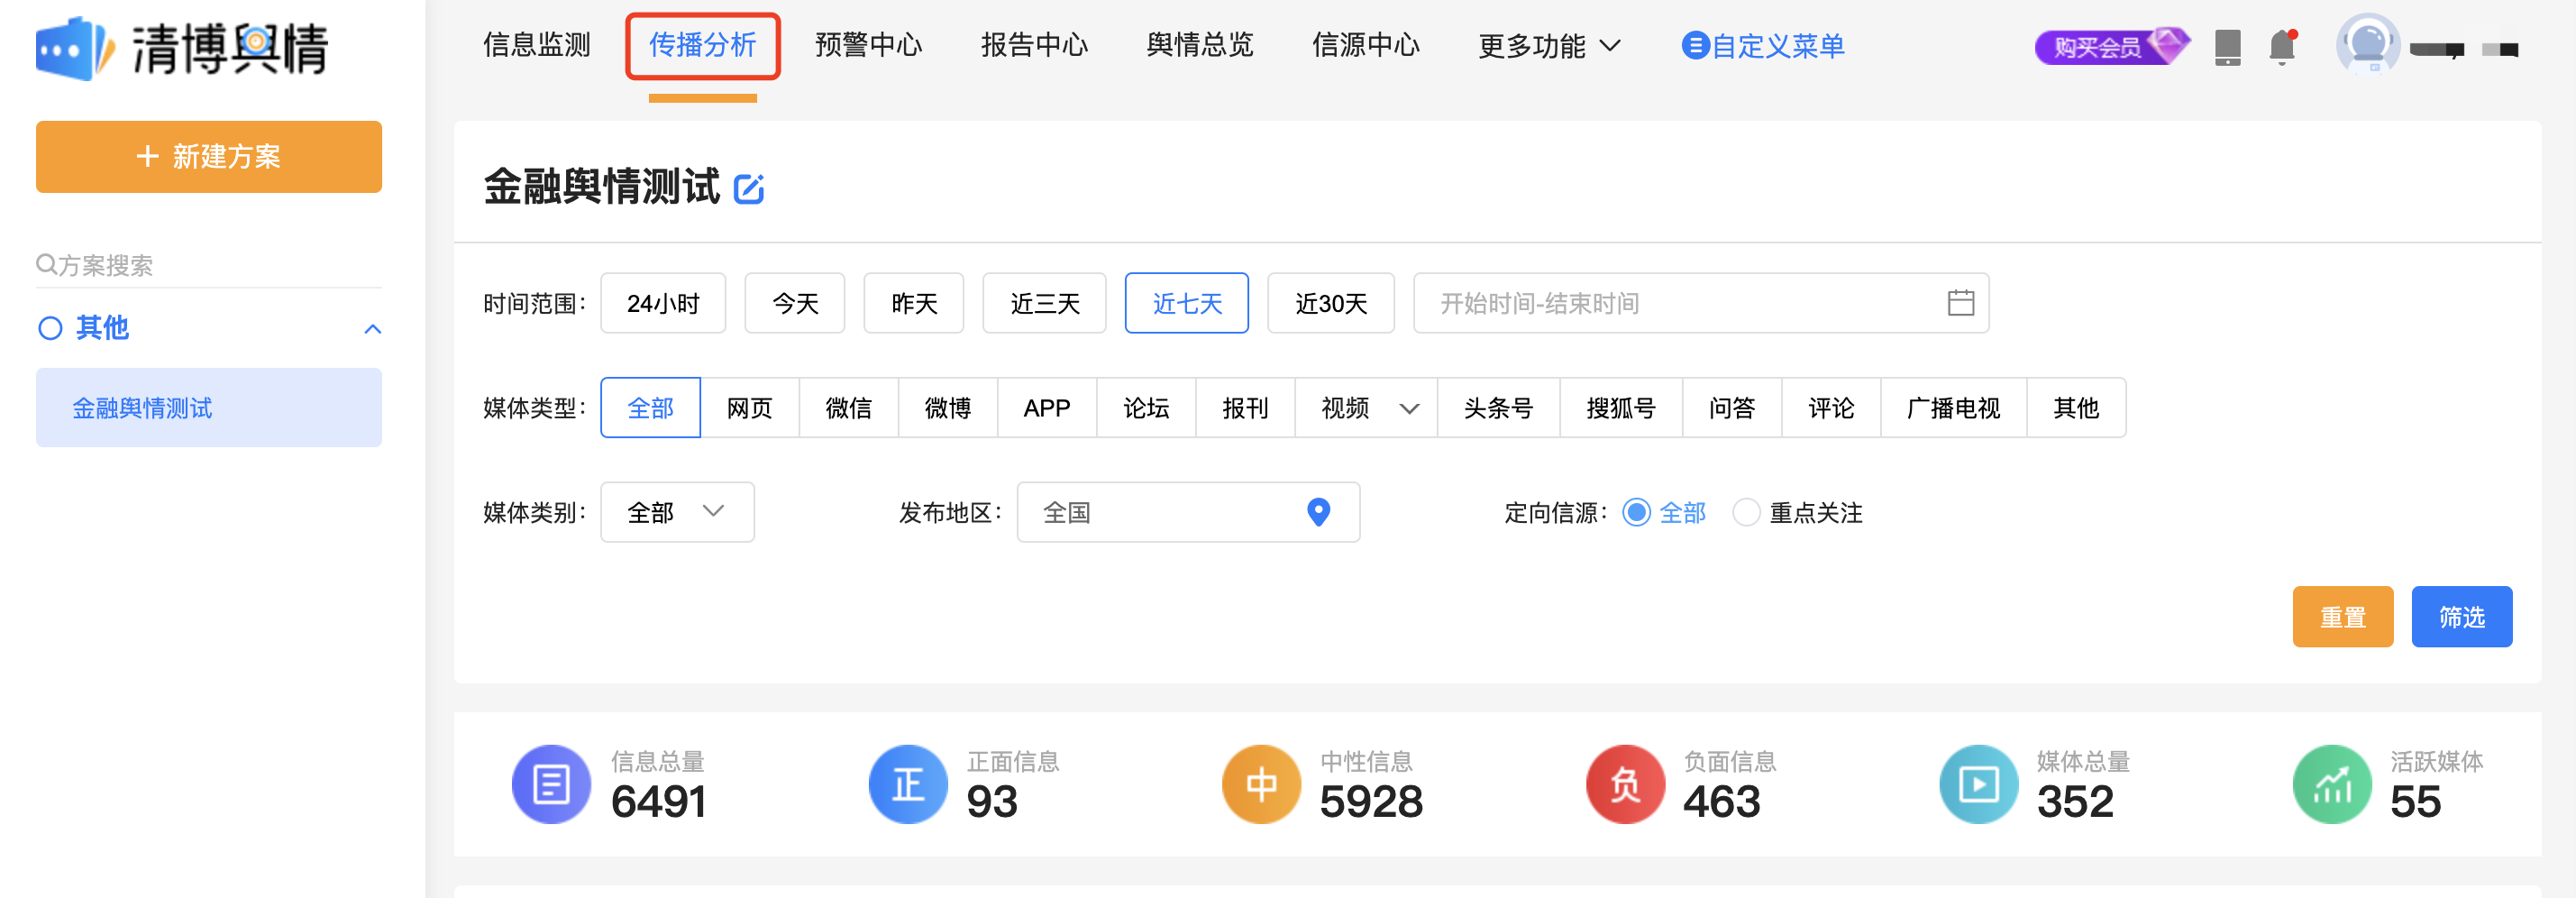 清博舆情
信息监测 传播分析 预警中心 报告中心 舆情总览 信源中心 更多功能 自定义菜单 购买会员
+ 新建方案
方案搜索
其他
金融舆情测试
金融舆情测试
时间范围: 24小时 今天 昨天 近三天 近七天 近30天 开始时间-结束时间
媒体类型: 全部 网页 微信 微博 APP 论坛 报刊 视频 头条号 搜狐号 问答 评论 广播电视 其他
媒体类别: 全部 发布地区: 全国 定向信源: 全部 重点关注
重置 筛选
信息总量 正 正面信息 中 中性信息 负 负面信息 媒体总量 活跃媒体
6491 93 5928 463 352 55